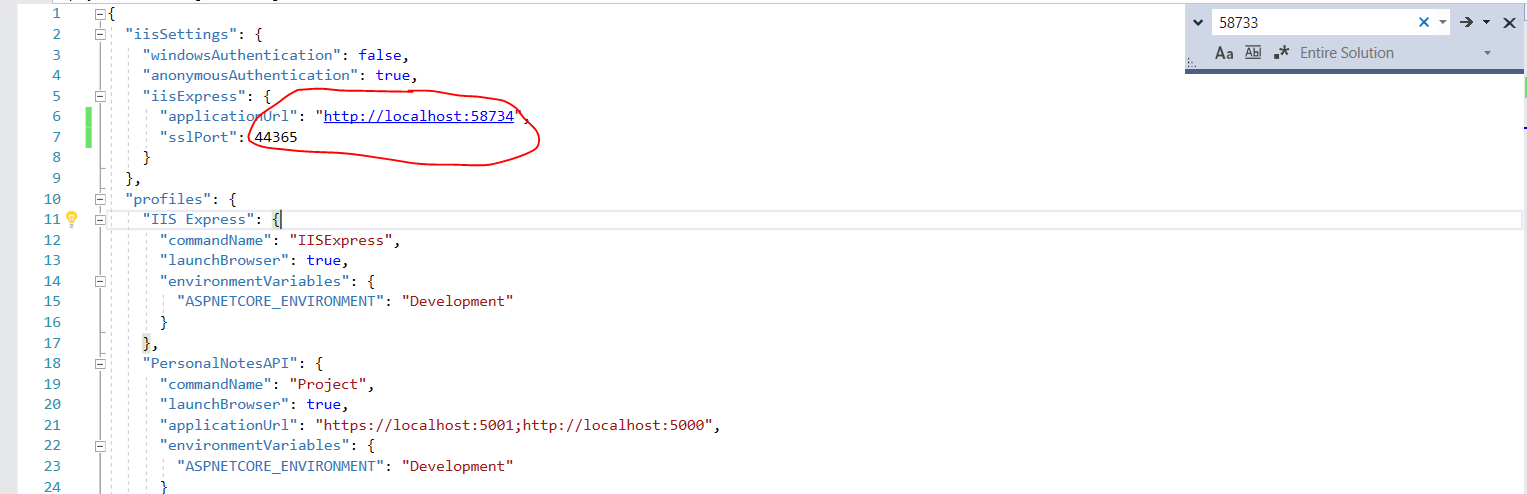 1 {
2 "iisSettings": {
3 "windowsAuthentication": false,
4 "anonymousAuthentication": true,
5 "iisExpress": {
6 "applicationUrl": "http://localhost:58734",
7 "sslPort": 44365
8 }
9 },
10 "profiles": {
11 "IIS Express": {
12 "commandName": "IISExpress",
13 "launchBrowser": true,
14 "environmentVariables": {
15 "ASPNETCORE_ENVIRONMENT": "Development"
16 }
17 },
18 "PersonalNotesAPI": {
19 "commandName": "Project",
20 "launchBrowser": true,
21 "applicationUrl": "https://localhost:5001;http://localhost:5000",
22 "environmentVariables": {
23 "ASPNETCORE_ENVIRONMENT": "Development"
24 }
58733
Aa Ab| .* Entire Solution